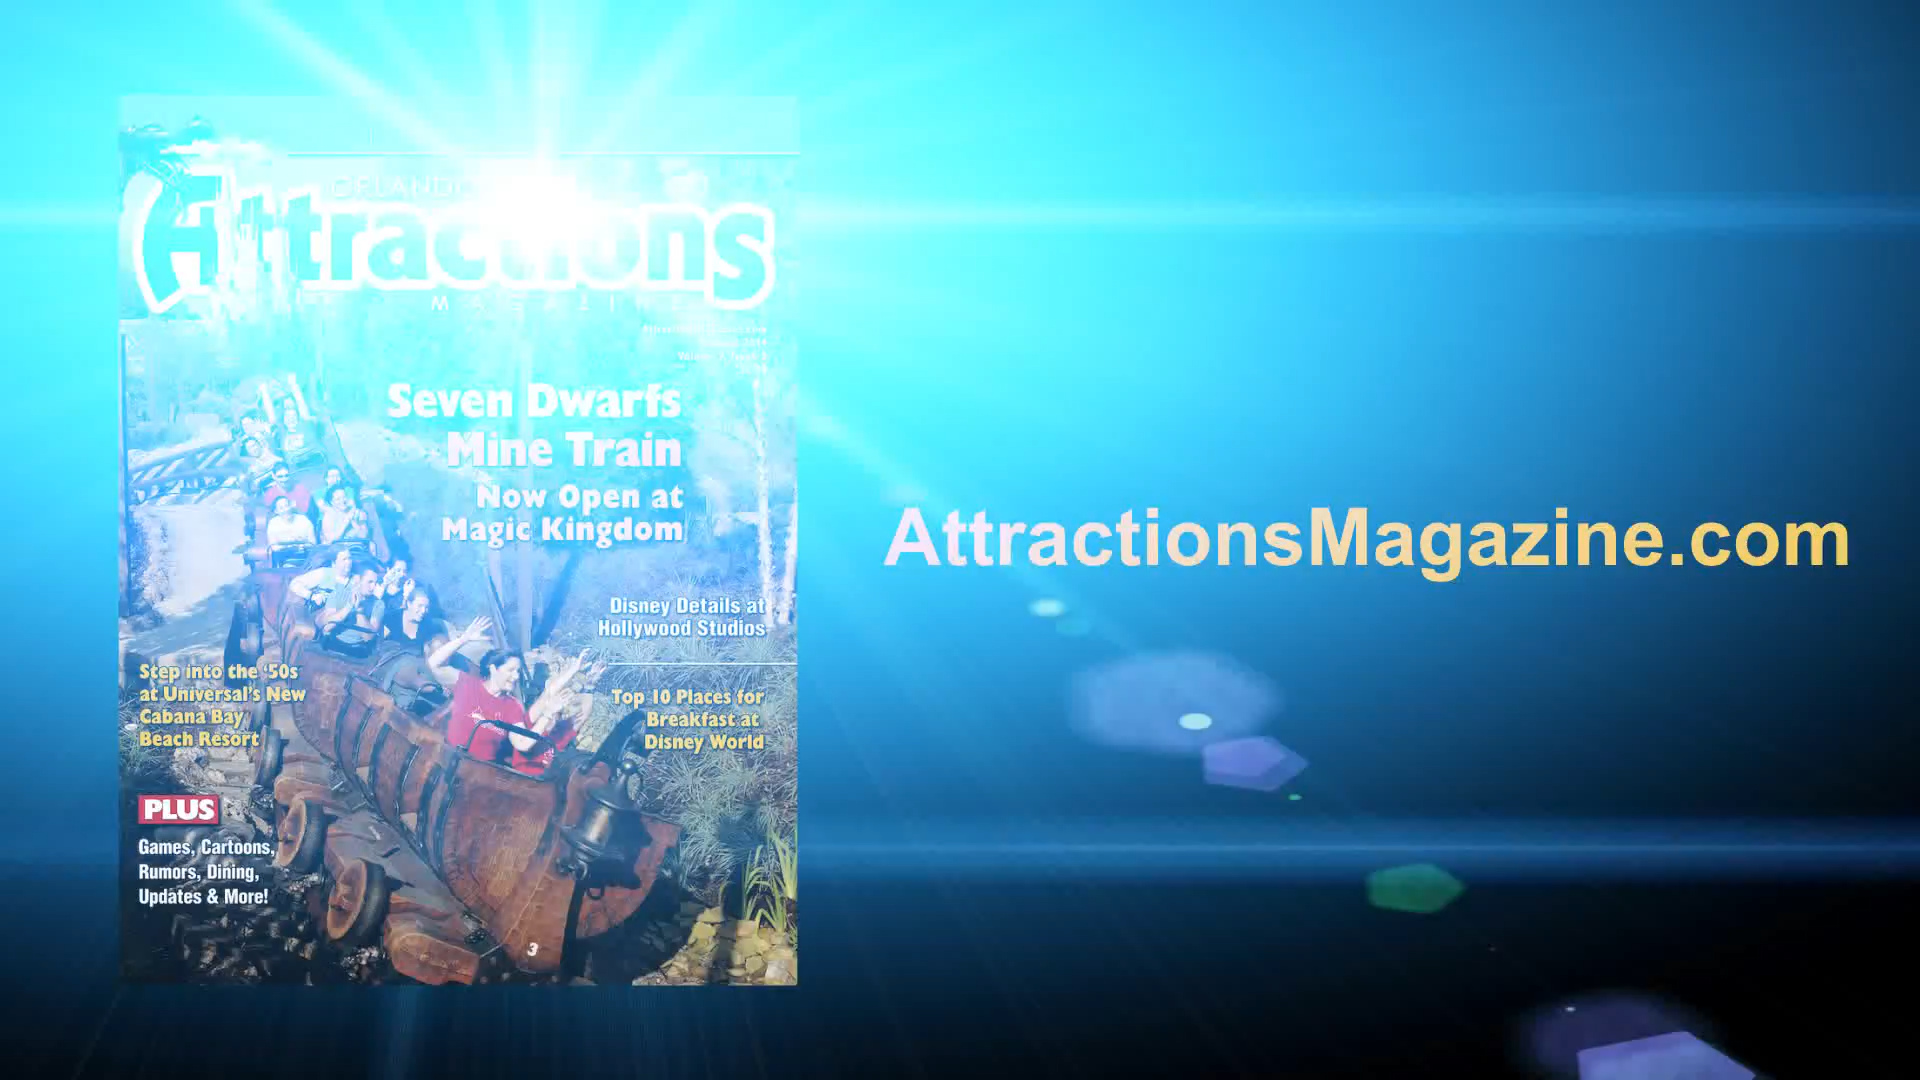 ORLANDO
Attractions
MAGAZINE
Seven Dwarfs
Mine Train
Now Open at
Magic Kingdom
Disney Details at
Hollywood Studios
Step into the ‘50s
at Universal's New
Cabana Bay
Beach Resort
Top 10 Places for
Breakfast at
Disney World
PLUS
Games, Cartoons,
Rumors, Dining,
Updates & More!
3
AttractionsMagazine.com